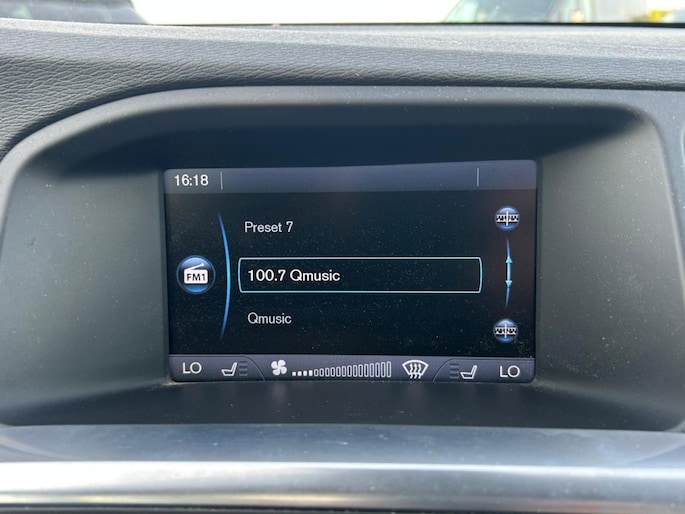 16:18
Preset 7
FM1
100.7 Qmusic
Qmusic
LO
LO